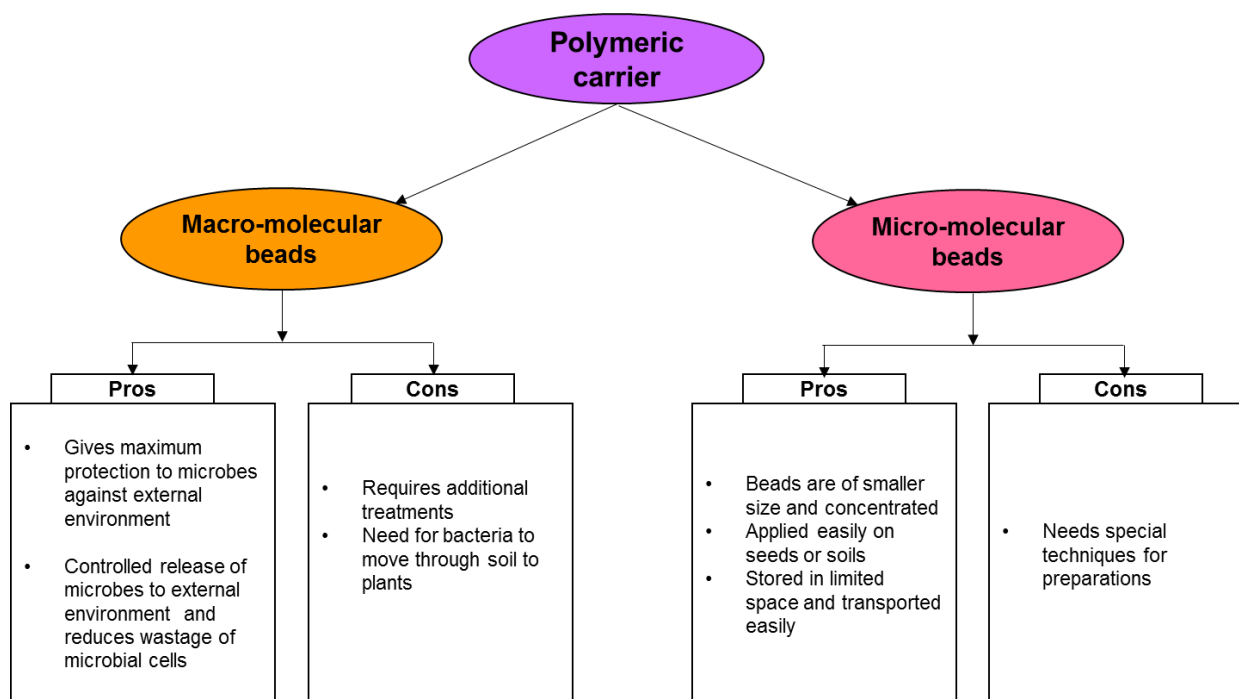 Polymeric
carrier
Macro-molecular
beads
Micro-molecular
beads
Pros
• Gives maximum
protection to microbes
against external
environment
• Controlled release of
microbes to external
environment and
reduces wastage of
microbial cells
Cons
• Requires additional
treatments
• Need for bacteria to
move through soil to
plants
Pros
• Beads are of smaller
size and concentrated
• Applied easily on
seeds or soils
• Stored in limited
space and transported
easily
Cons
• Needs special
techniques for
preparations